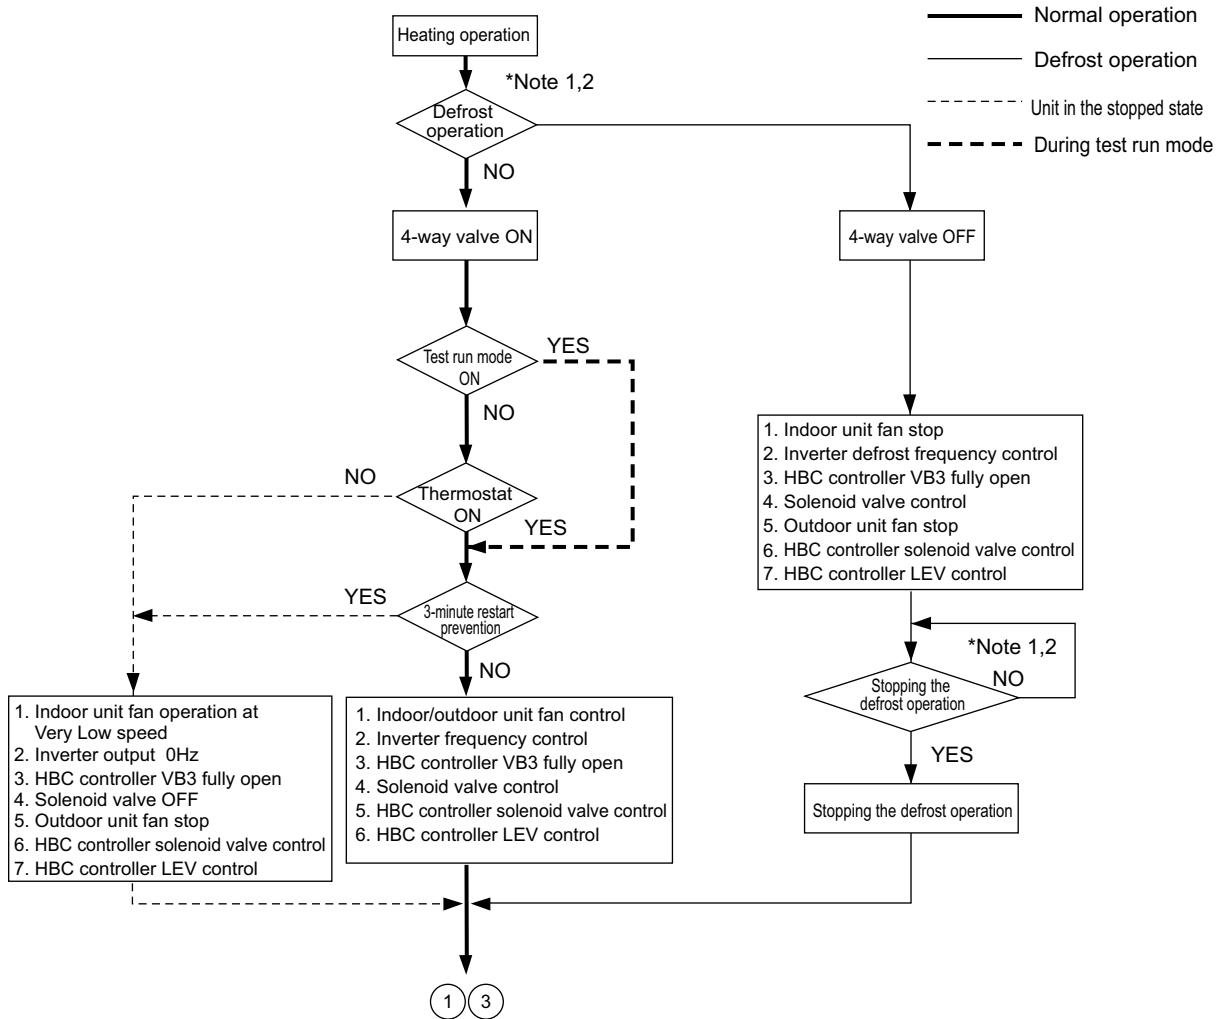 Normal operation
Defrost operation
Unit in the stopped state
During test run mode
Heating operation
*Note 1,2
Defrost
operation
NO
4-way valve ON
4-way valve OFF
Test run mode
ON
YES
NO
NO
Thermostat
ON
YES
YES
3-minute restart
prevention
NO
1. Indoor unit fan stop
2. Inverter defrost frequency control
3. HBC controller VB3 fully open
4. Solenoid valve control
5. Outdoor unit fan stop
6. HBC controller solenoid valve control
7. HBC controller LEV control
*Note 1,2
NO
Stopping the
defrost operation
YES
Stopping the defrost operation
1. Indoor unit fan operation at
Very Low speed
2. Inverter output 0Hz
3. HBC controller VB3 fully open
4. Solenoid valve OFF
5. Outdoor unit fan stop
6. HBC controller solenoid valve control
7. HBC controller LEV control
1. Indoor/outdoor unit fan control
2. Inverter frequency control
3. HBC controller VB3 fully open
4. Solenoid valve control
5. HBC controller solenoid valve control
6. HBC controller LEV control
1 3